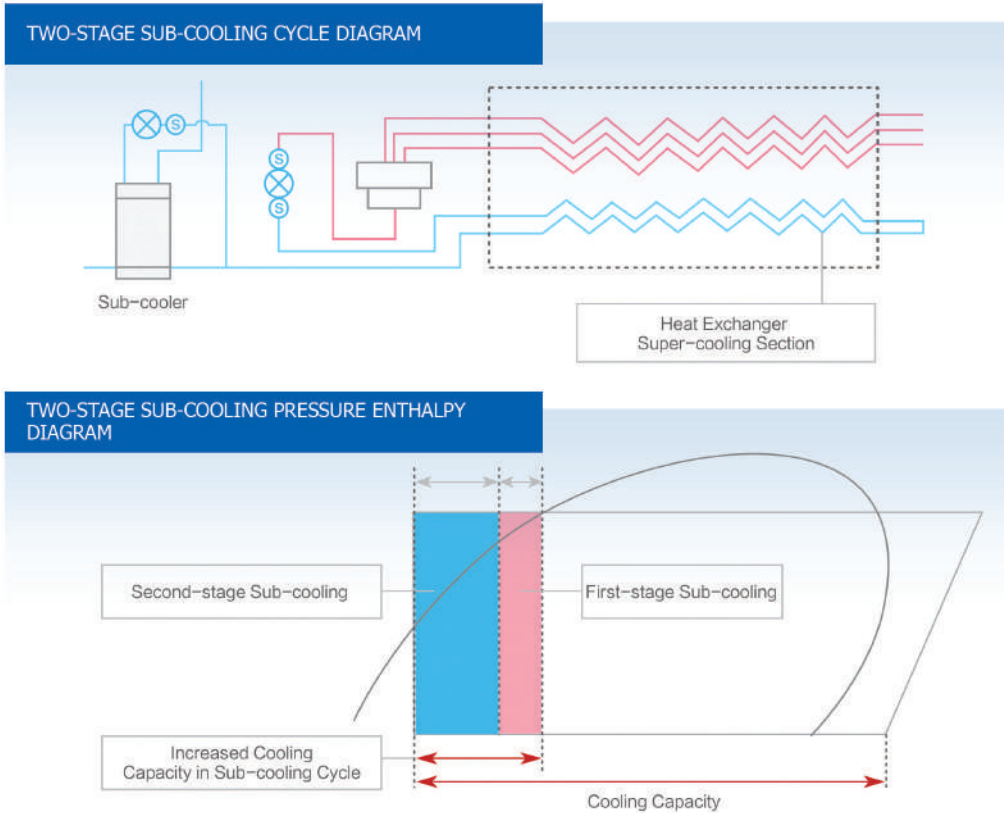 TWO-STAGE SUB-COOLING CYCLE DIAGRAM
S
S
S
Sub-cooler
Heat Exchanger
Super-cooling Section
TWO-STAGE SUB-COOLING PRESSURE ENTHALPY
DIAGRAM
Second-stage Sub-cooling
First-stage Sub-cooling
Increased Cooling
Capacity in Sub-cooling Cycle
Cooling Capacity